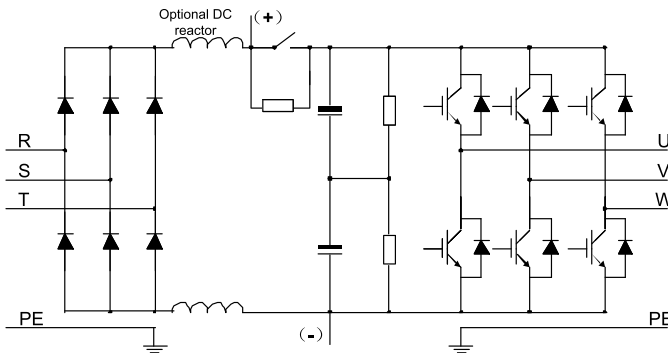 Optional DC
reactor
(+)
R
S
T
U
V
W
PE
PE
(-)